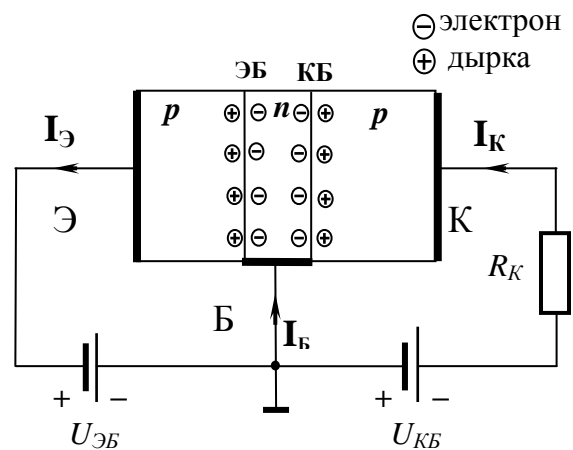 ⊖ электрон
⊕ дырка
ЭБ КБ
p n p
IЭ IК
Э К
RК
Б
IБ
+ − + −
UЭБ UКБ